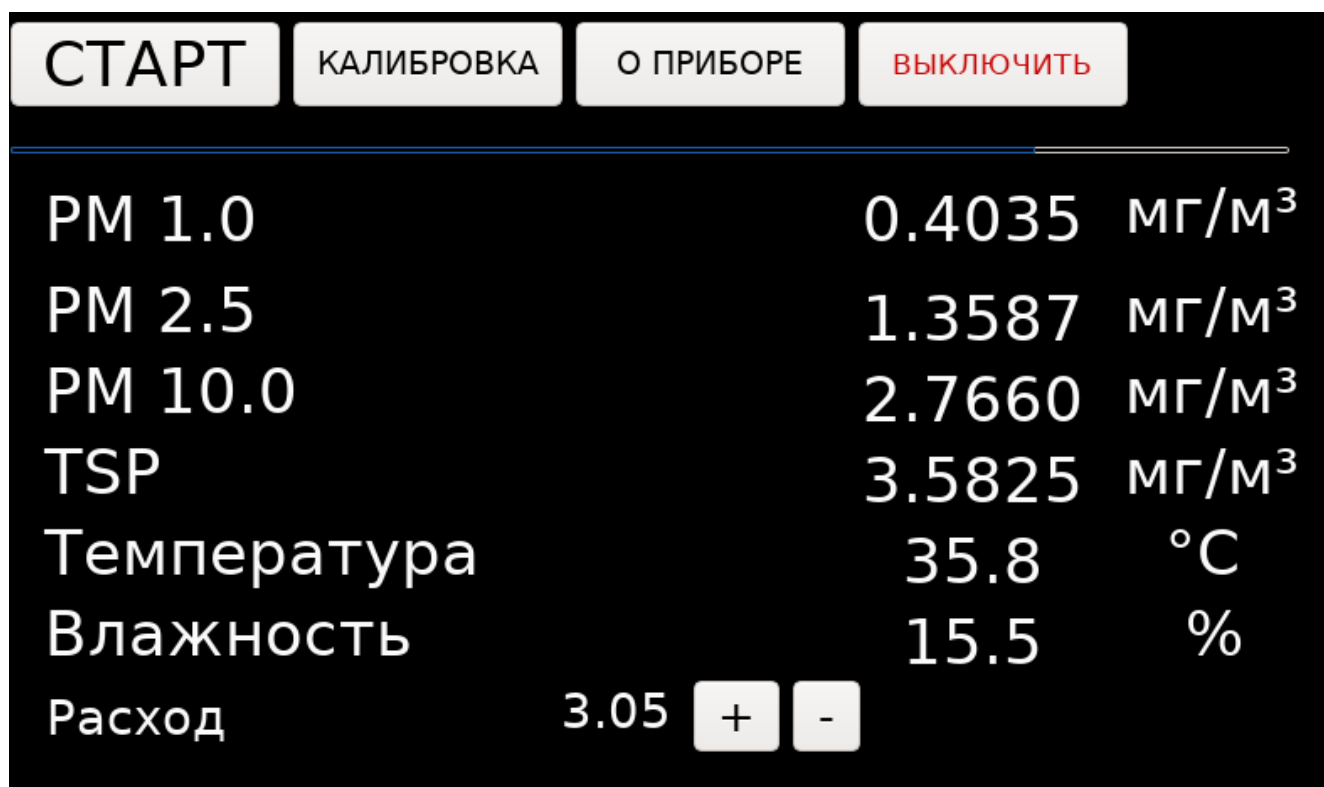 СТАРТ КАЛИБРОВКА О ПРИБОРЕ ВЫКЛЮЧИТЬ
PM 1.0 0.4035 мг/м³
PM 2.5 1.3587 мг/м³
PM 10.0 2.7660 мг/м³
TSP 3.5825 мг/м³
Температура 35.8 °C
Влажность 15.5 %
Расход 3.05 + -